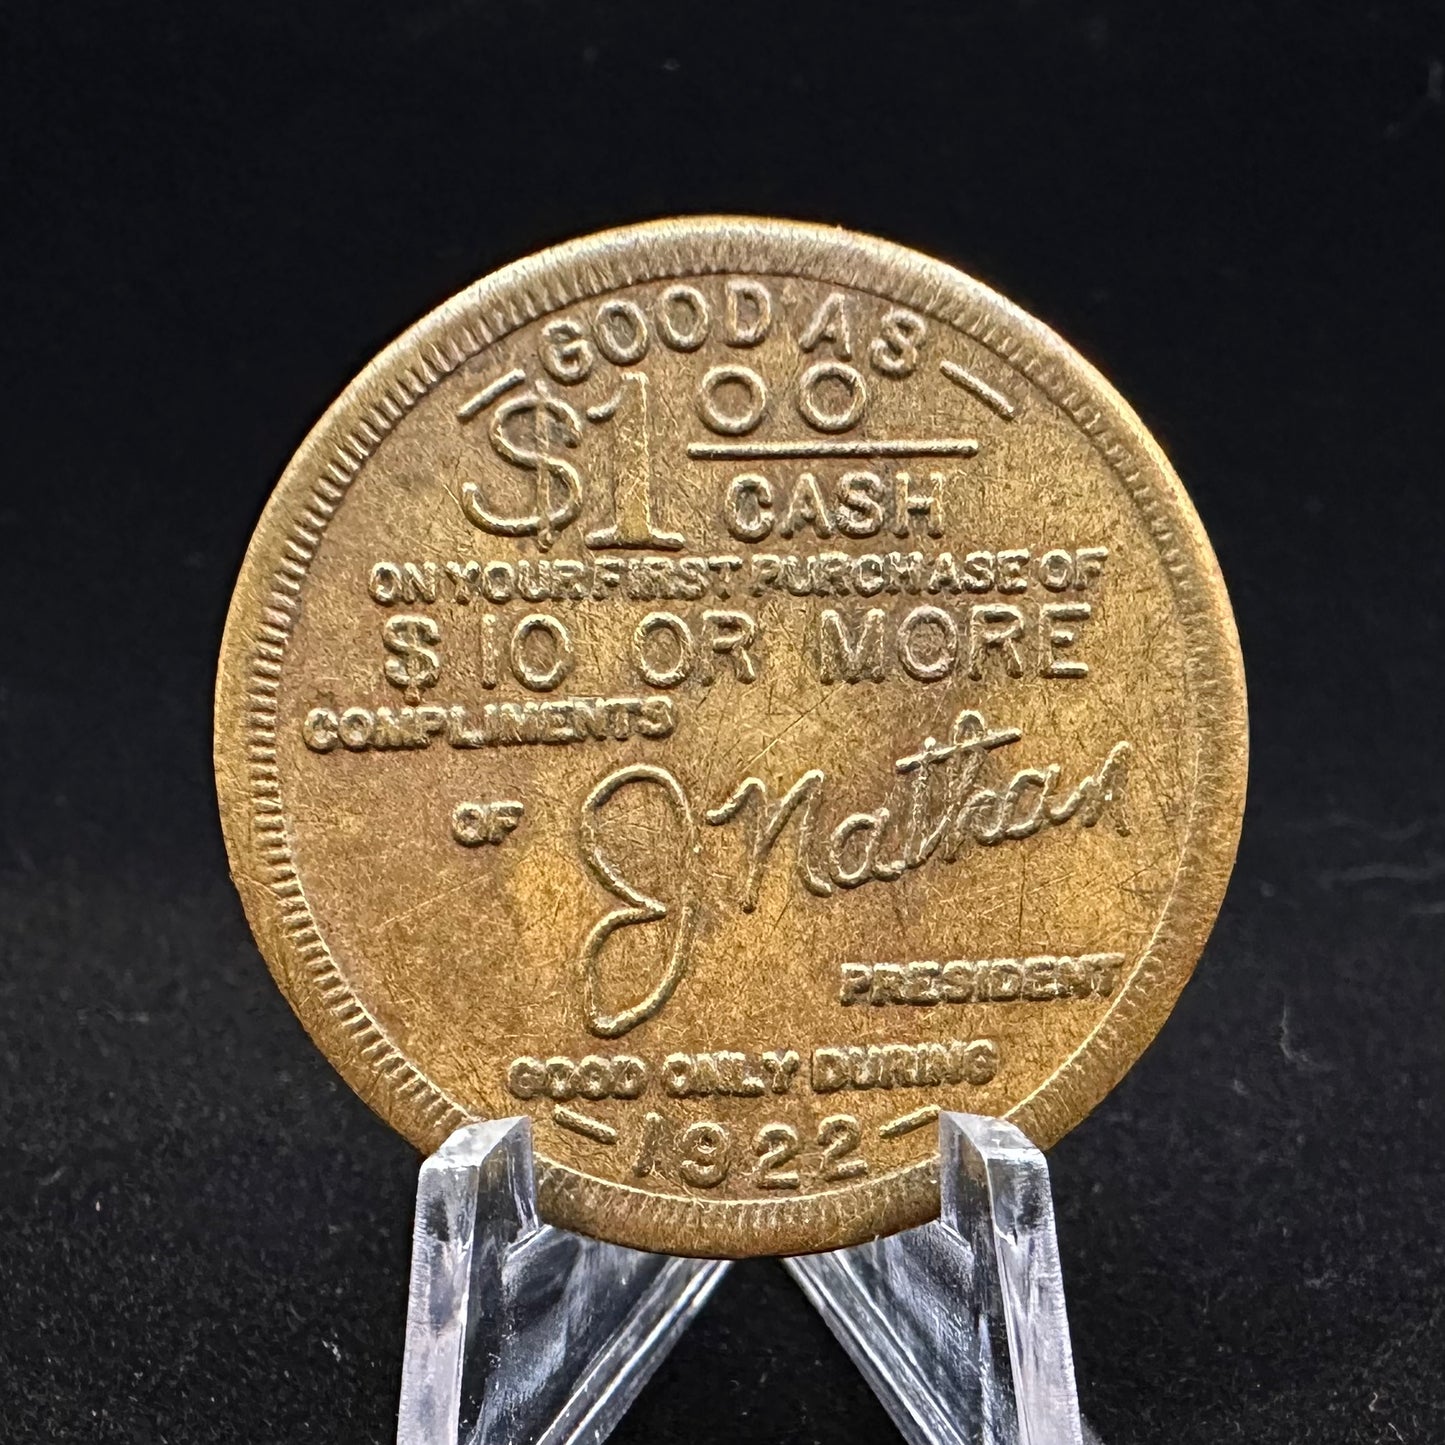 GOOD AS
$1 00
CASH
ON YOUR FIRST PURCHASE OF
$10 OR MORE
COMPLIMENTS
OF J Nathan
PRESIDENT
GOOD ONLY DURING
1922